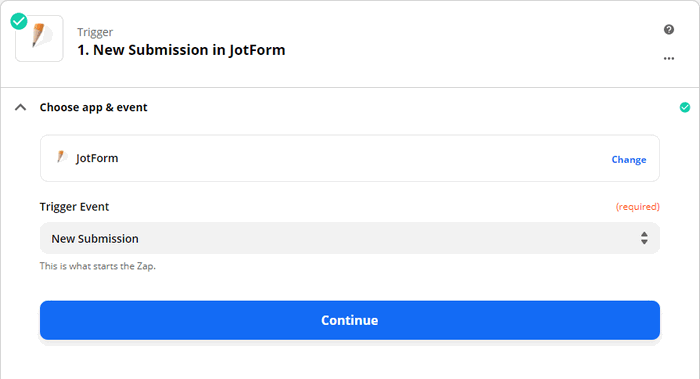 Trigger
1. New Submission in JotForm
Choose app & event
JotForm
Change
Trigger Event
(required)
New Submission
This is what starts the Zap.
Continue